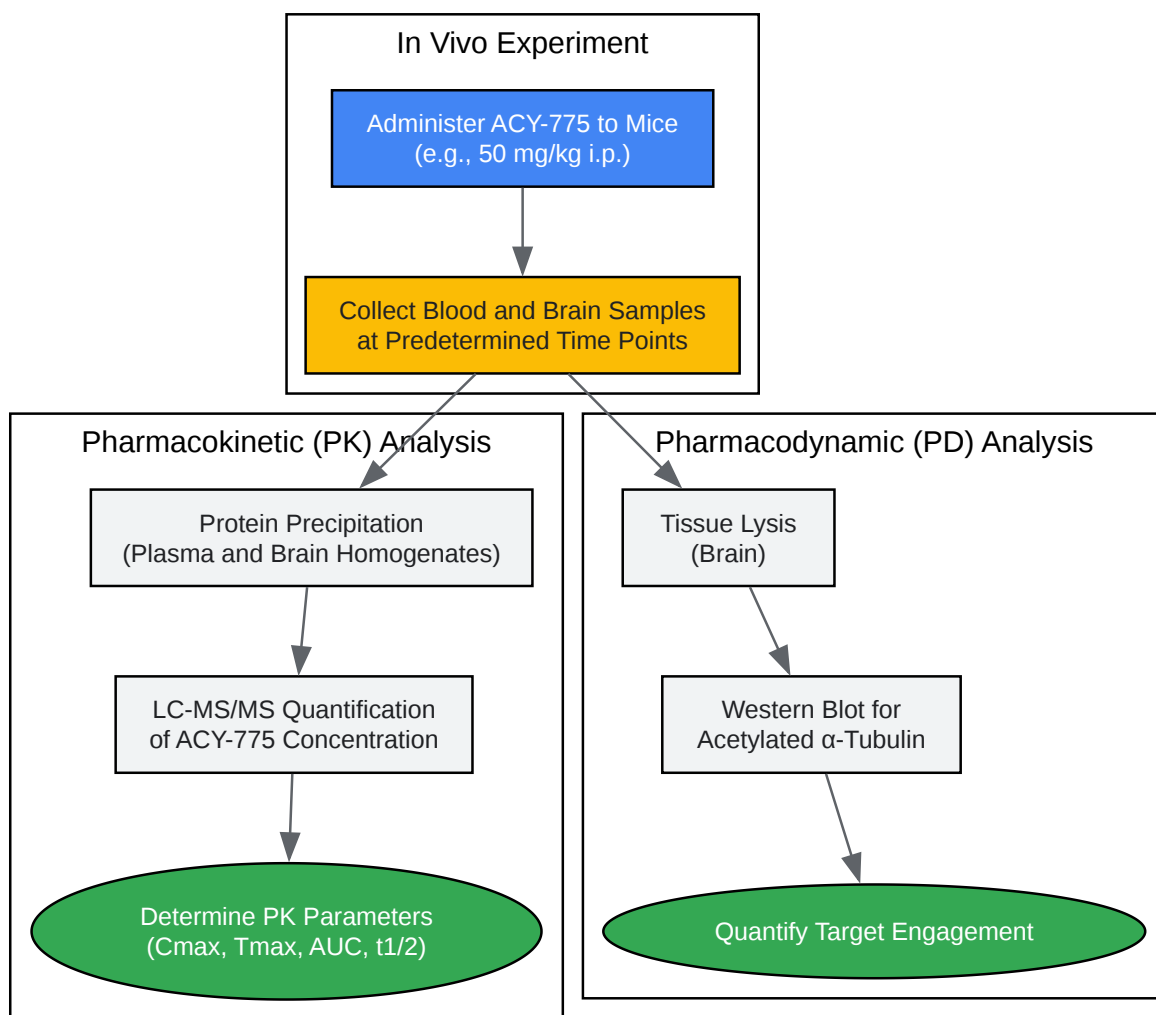 In Vivo Experiment
Administer ACY-775 to Mice
(e.g., 50 mg/kg i.p.)
Collect Blood and Brain Samples
at Predetermined Time Points
Pharmacokinetic (PK) Analysis
Protein Precipitation
(Plasma and Brain Homogenates)
LC-MS/MS Quantification
of ACY-775 Concentration
Determine PK Parameters
(Cmax, Tmax, AUC, t1/2)
Pharmacodynamic (PD) Analysis
Tissue Lysis
(Brain)
Western Blot for
Acetylated α-Tubulin
Quantify Target Engagement